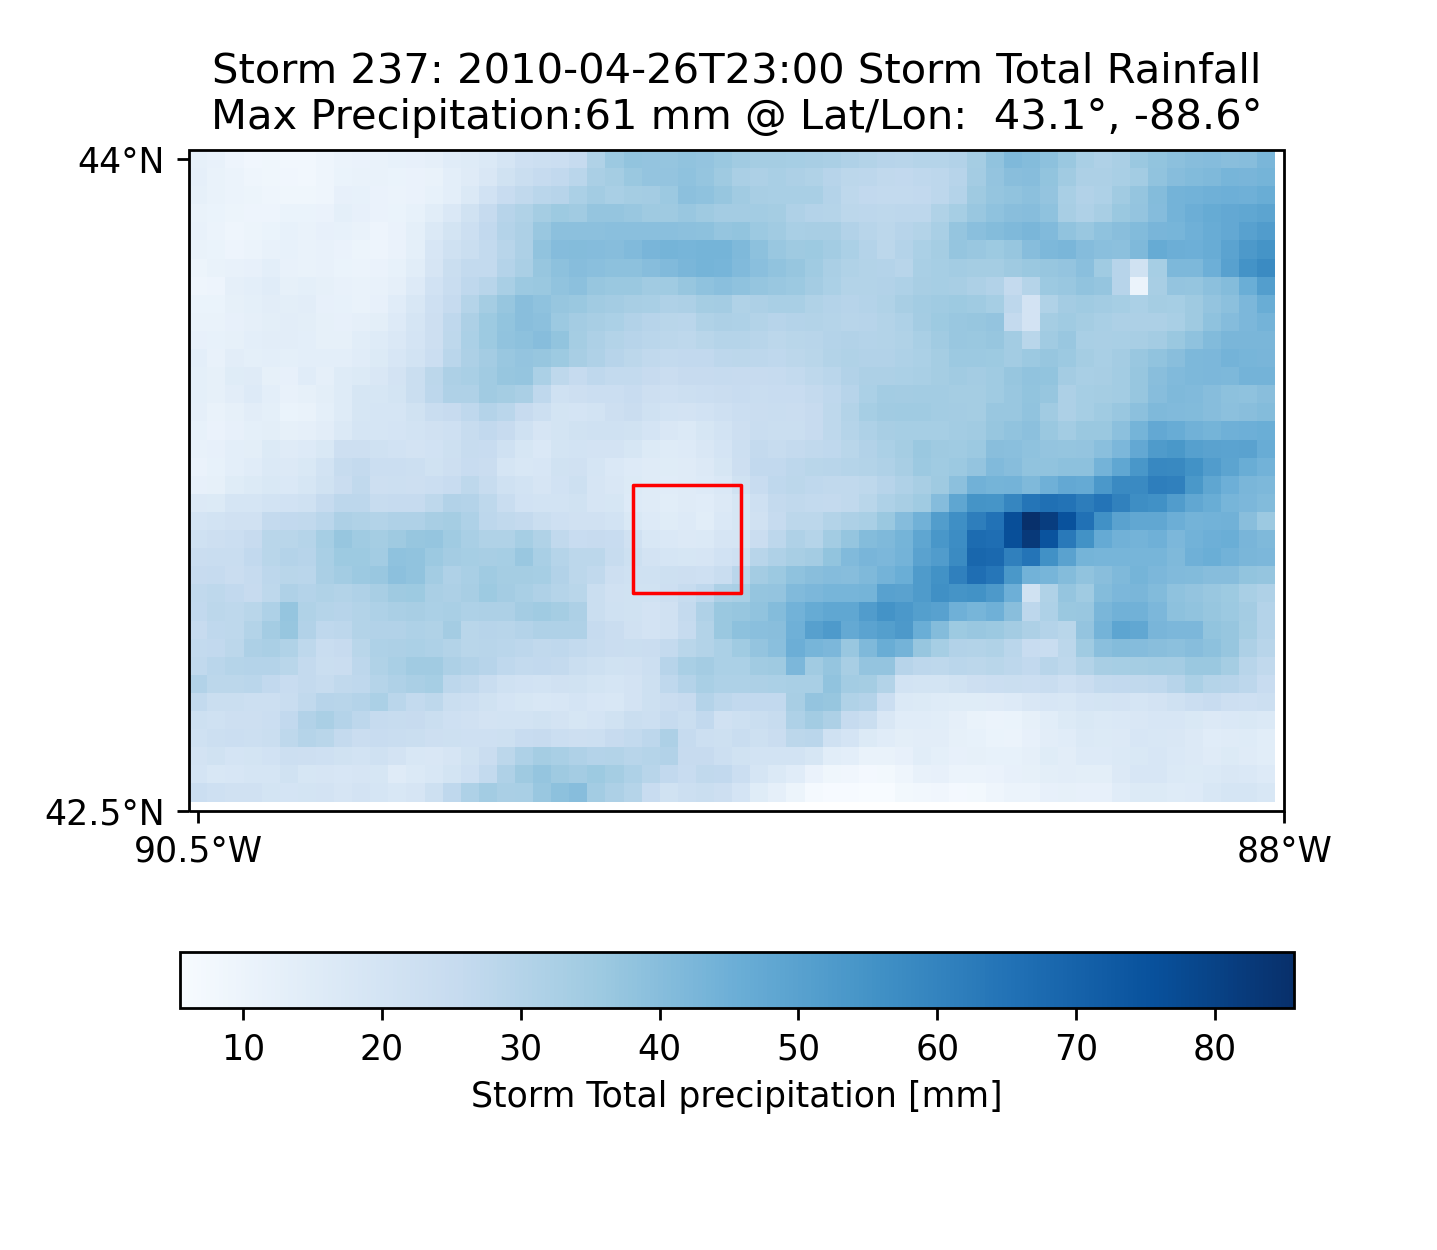 Storm 237: 2010-04-26T23:00 Storm Total Rainfall
Max Precipitation:61 mm @ Lat/Lon:  43.1°, -88.6°
44°N
42.5°N
90.5°W 88°W
10 20 30 40 50 60 70 80
Storm Total precipitation [mm]